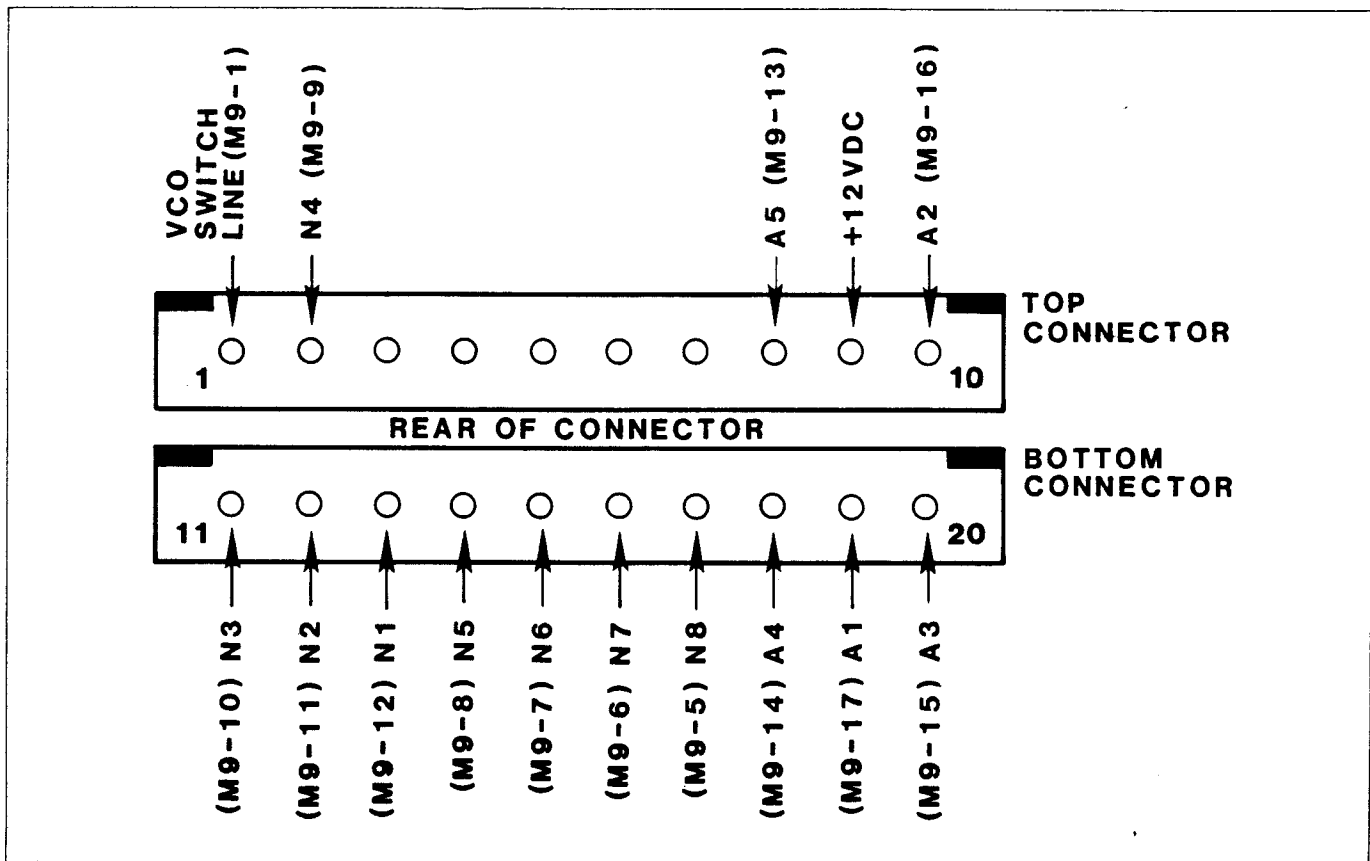 VCO
SWITCH
LINE(M9-1)
N4 (M9-9)
A5 (M9-13)
+12VDC
A2 (M9-16)
TOP
CONNECTOR
1
10
REAR OF CONNECTOR
BOTTOM
CONNECTOR
11
20
(M9-10) N3
(M9-11) N2
(M9-12) N1
(M9-8) N5
(M9-7) N6
(M9-6) N7
(M9-5) N8
(M9-14) A4
(M9-17) A1
(M9-15) A3